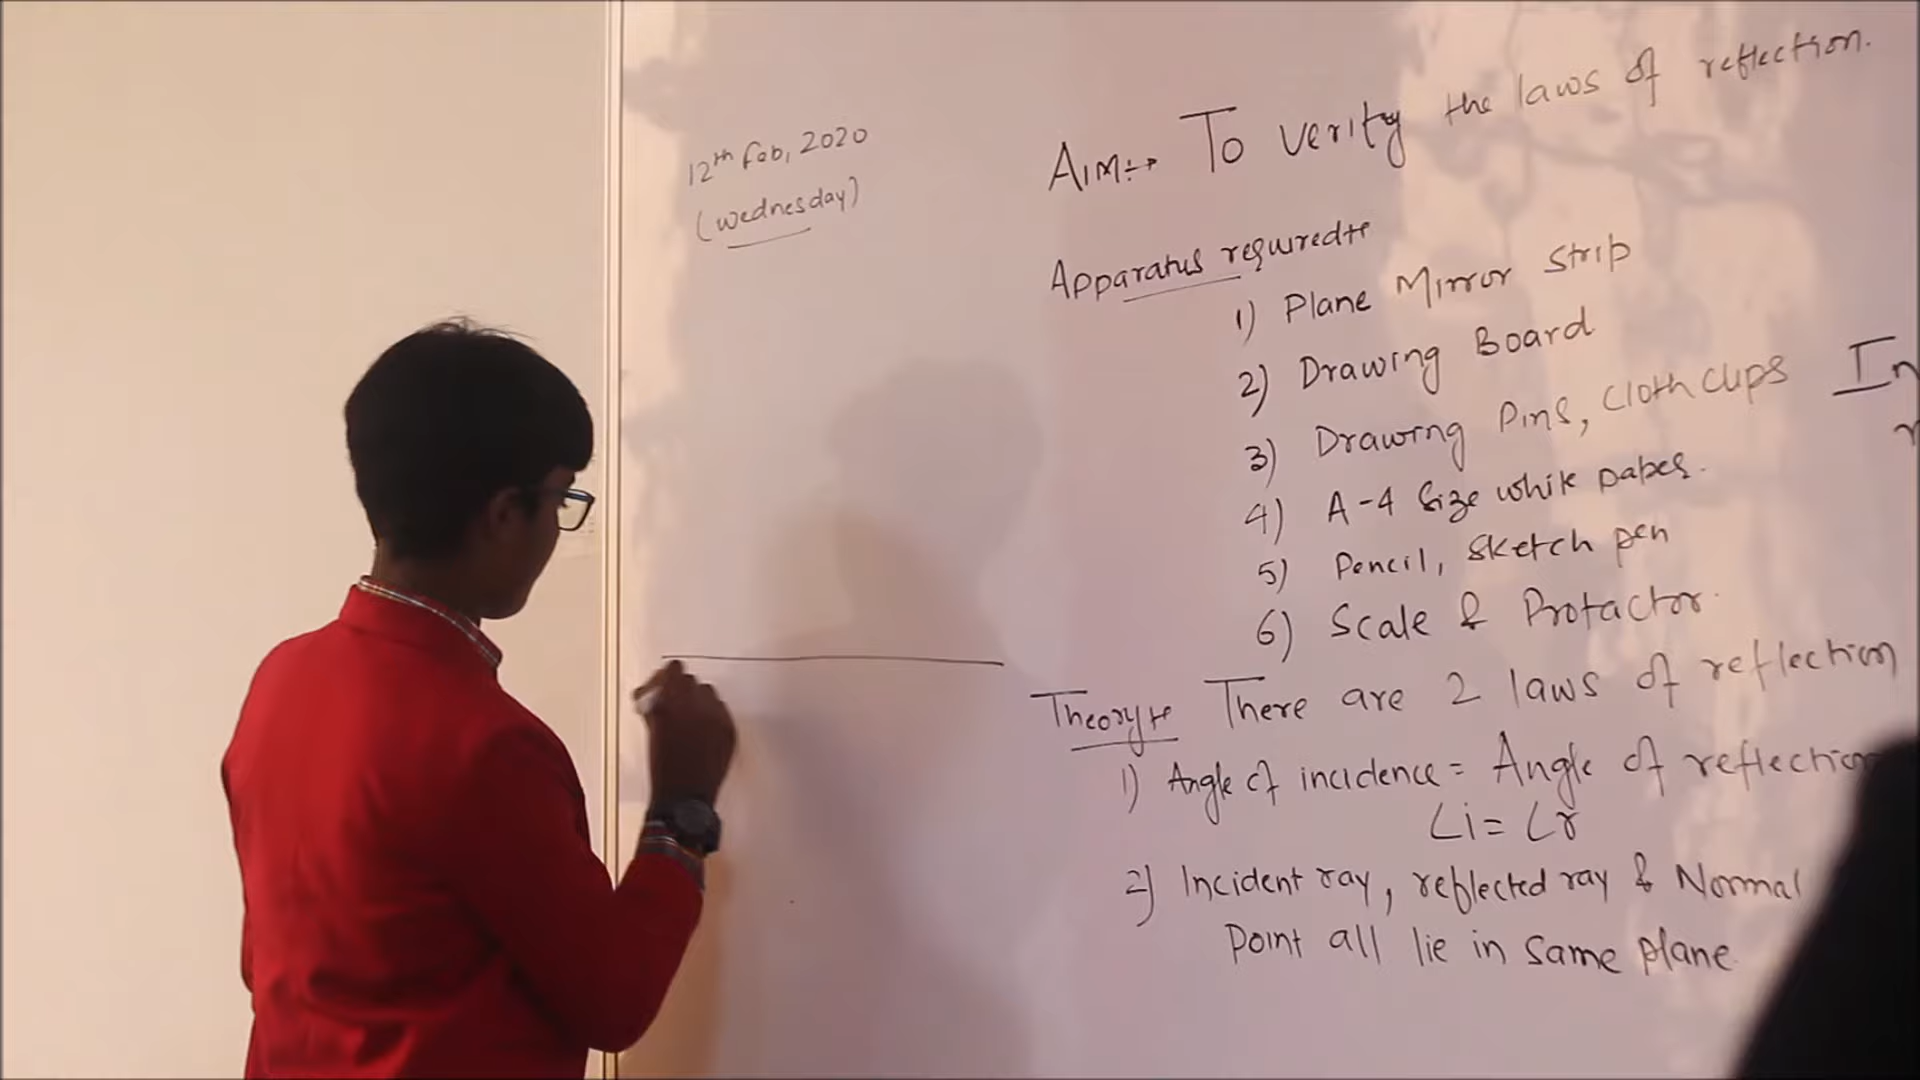 12th Feb, 2020
(Wednesday)
AIM:→ To verify the laws of reflection.
Apparatus required:-
1) Plane Mirror strip
2) Drawing Board
3) Drawing Pins, Cloth clips
4) A-4 Size white paper.
5) Pencil, Sketch pen
6) Scale & Protactor.
Theory:- There are 2 laws of reflection
1) Angle of incidence = Angle of reflection
∠i = ∠r
2) Incident ray, reflected ray & Normal
Point all lie in same plane
In